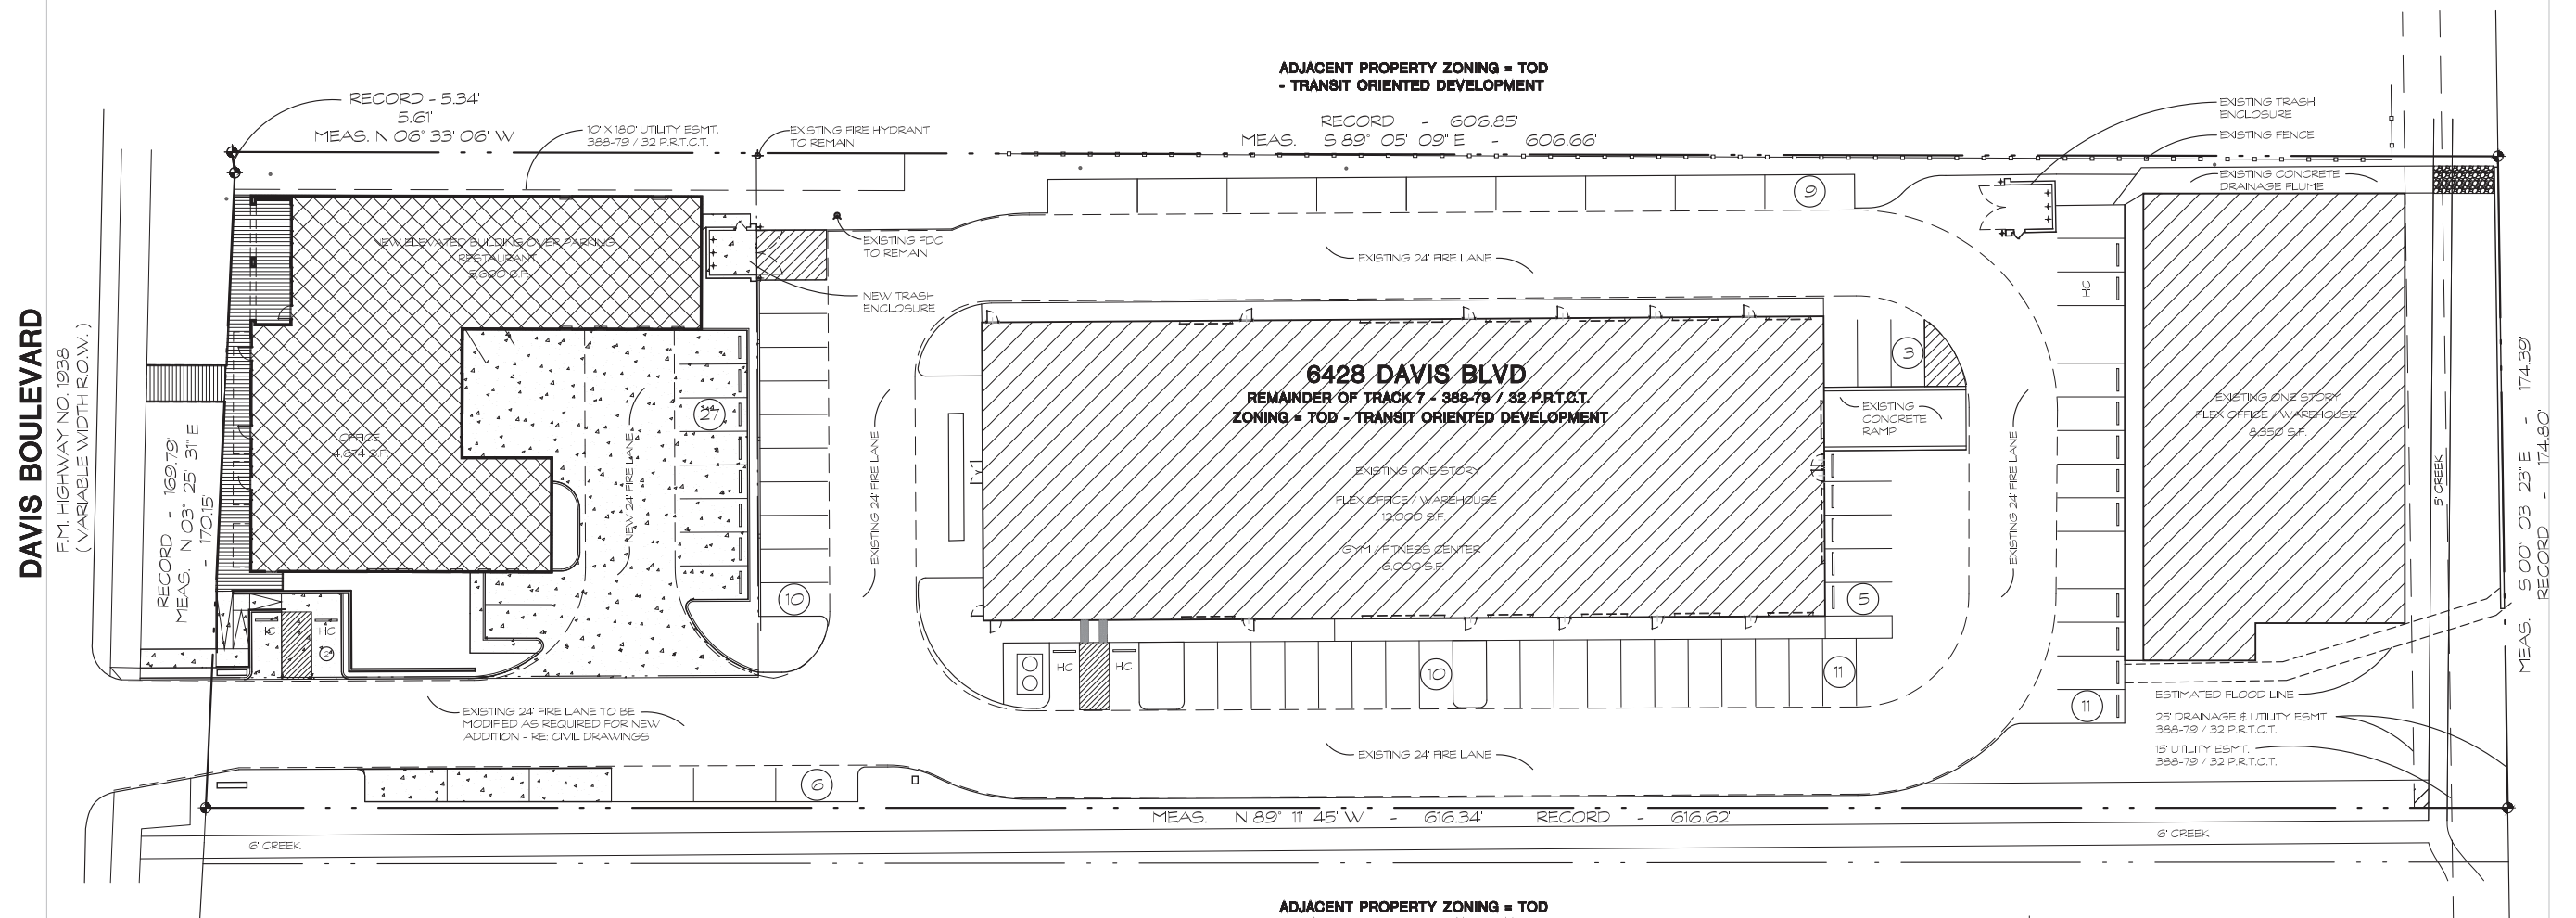 ADJACENT PROPERTY ZONING = TOD
- TRANSIT ORIENTED DEVELOPMENT
RECORD - 5.34'
5.61'
MEAS. N 06° 33' 06" W
10' X 180' UTILITY ESMT.
388-79 / 32 P.R.T.C.T.
EXISTING FIRE HYDRANT
TO REMAIN
RECORD - 606.85'
MEAS. S 89° 05' 09" E - 606.66'
EXISTING TRASH
ENCLOSURE
EXISTING FENCE
EXISTING CONCRETE
DRAINAGE FLUME
9
NEW ELEVATED BUILDING OVER PARKING
RESTAURANT
5,600 S.F.
EXISTING FDC
TO REMAIN
NEW TRASH
ENCLOSURE
EXISTING 24' FIRE LANE
HC
DAVIS BOULEVARD
F.M. HIGHWAY NO. 1938
( VARIABLE WIDTH R.O.W. )
RECORD - 169.79'
MEAS. N 03° 25' 31" E
- 170.15'
OFFICE
4,674 S.F.
NEW 24' FIRE LANE
27
10
EXISTING 24' FIRE LANE
6428 DAVIS BLVD
REMAINDER OF TRACK 7 - 388-79 / 32 P.R.T.C.T.
ZONING = TOD - TRANSIT ORIENTED DEVELOPMENT
EXISTING ONE STORY
FLEX OFFICE / WAREHOUSE
12,000 S.F.
GYM / FITNESS CENTER
6,000 S.F.
3
EXISTING
CONCRETE
RAMP
5
EXISTING 24' FIRE LANE
EXISTING ONE STORY
FLEX OFFICE / WAREHOUSE
8,350 S.F.
5' CREEK
MEAS. S 00° 03' 23" E - 174.39'
RECORD - 174.80'
HC
HC
2
HC
HC
10
11
11
EXISTING 24' FIRE LANE TO BE
MODIFIED AS REQUIRED FOR NEW
ADDITION - RE: CIVIL DRAWINGS
EXISTING 24' FIRE LANE
ESTIMATED FLOOD LINE
25' DRAINAGE & UTILITY ESMT.
388-79 / 32 P.R.T.C.T.
15' UTILITY ESMT.
388-79 / 32 P.R.T.C.T.
6
MEAS. N 89° 11' 45" W - 616.34' RECORD - 616.62'
6' CREEK
6' CREEK
ADJACENT PROPERTY ZONING = TOD